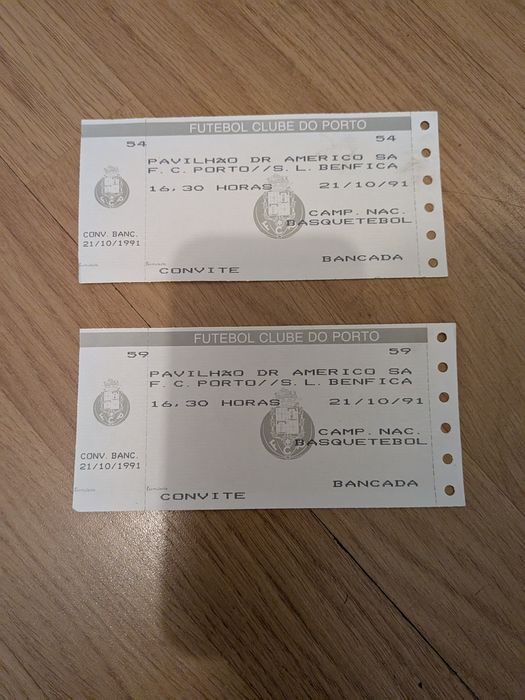 FUTEBOL CLUBE DO PORTO
54 54
PAVILHÃO DR AMERICO SA
F. C. PORTO//S. L. BENFICA
16,30 HORAS 21/10/91
CAMP. NAC.
BASQUETEBOL
CONV. BANC.
21/10/1991
BANCADA
CONVITE
FUTEBOL CLUBE DO PORTO
59 59
PAVILHÃO DR AMERICO SA
F. C. PORTO//S. L. BENFICA
16,30 HORAS 21/10/91
CAMP. NAC.
BASQUETEBOL
CONV. BANC.
21/10/1991
BANCADA
CONVITE